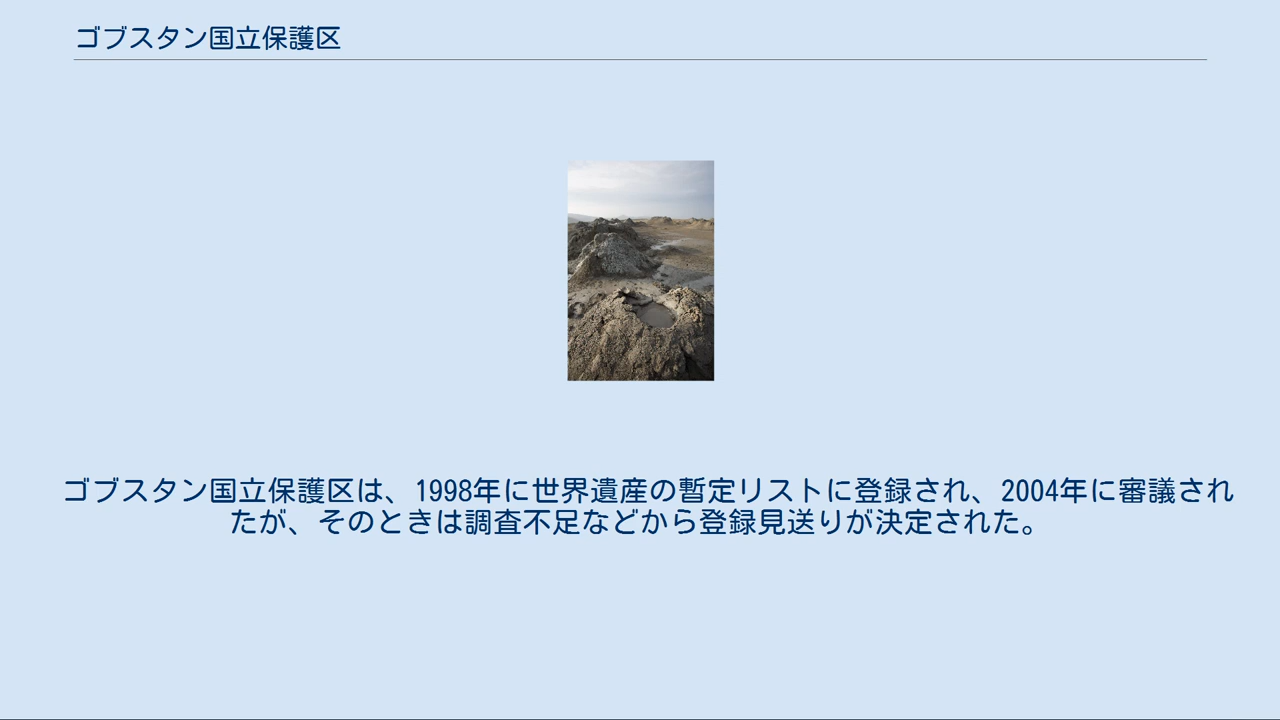 ゴブスタン国立保護区
ゴブスタン国立保護区は、1998年に世界遺産の暫定リストに登録され、2004年に審議され
たが、そのときは調査不足などから登録見送りが決定された。